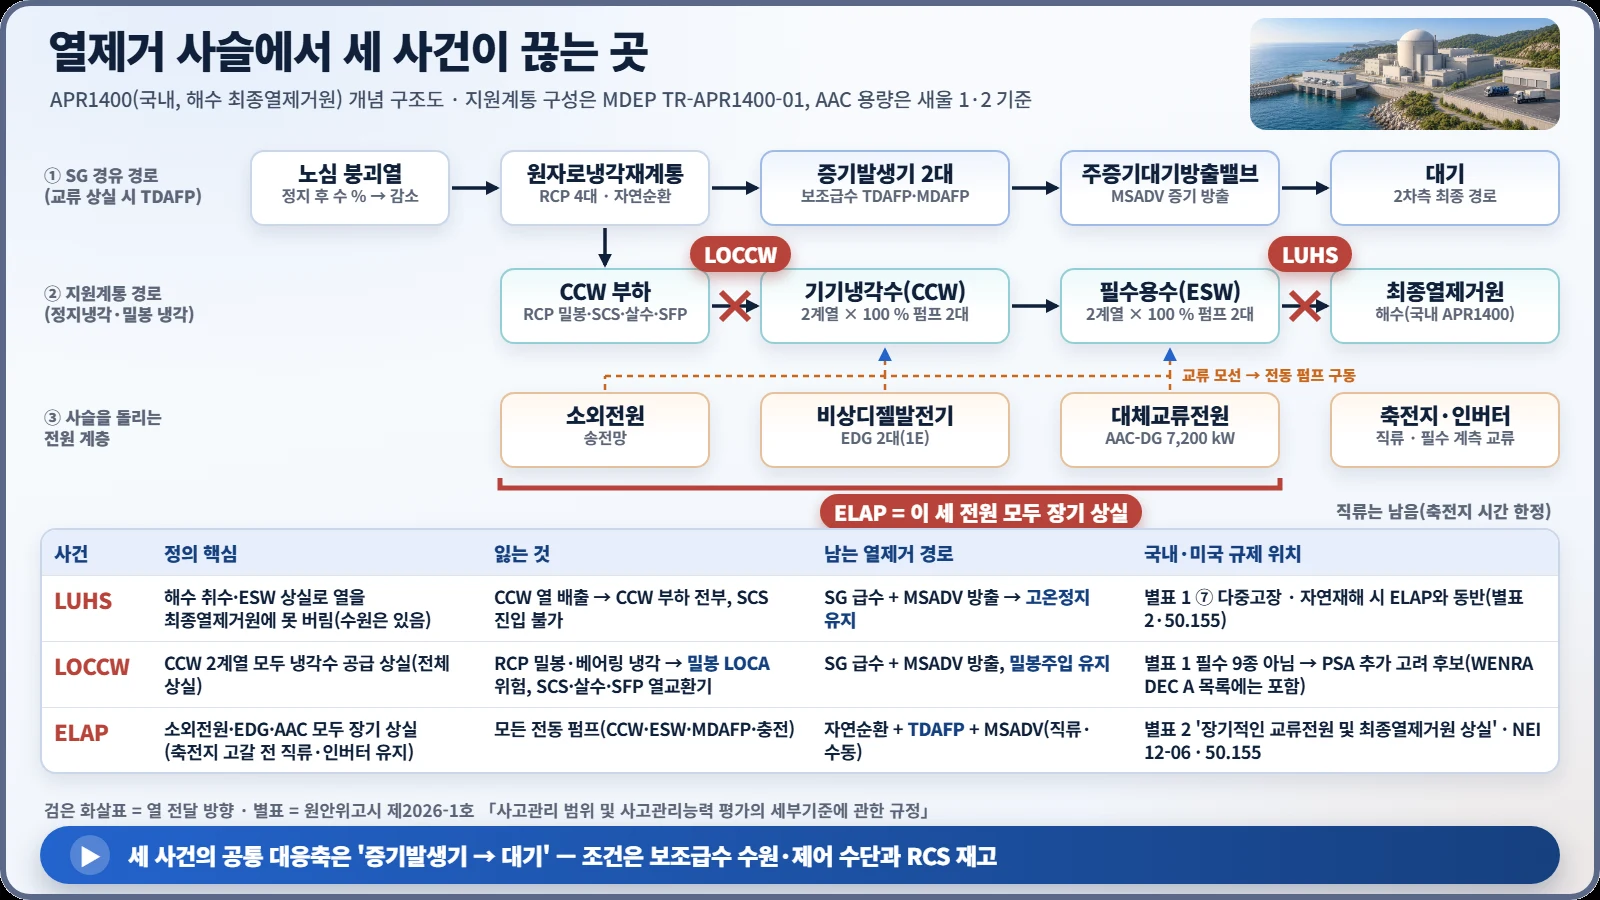 열제거 사슬에서 세 사건이 끊는 곳
APR1400(국내, 해수 최종열제거원) 개념 구조도 · 지원계통 구성은 MDEP TR-APR1400-01, AAC 용량은 새울 1·2 기준
① SG 경유 경로
(교류 상실 시 TDAFP)
노심 붕괴열
정지 후 수 % → 감소
원자로냉각재계통
RCP 4대 · 자연순환
증기발생기 2대
보조급수 TDAFP·MDAFP
주증기대기방출밸브
MSADV 증기 방출
대기
2차측 최종 경로
LOCCW
LUHS
② 지원계통 경로
(정지냉각·밀봉 냉각)
CCW 부하
RCP 밀봉·SCS·살수·SFP
기기냉각수(CCW)
2계열 × 100 % 펌프 2대
필수용수(ESW)
2계열 × 100 % 펌프 2대
최종열제거원
해수(국내 APR1400)
교류 모선 → 전동 펌프 구동
③ 사슬을 돌리는
전원 계층
소외전원
송전망
비상디젤발전기
EDG 2대(1E)
대체교류전원
AAC-DG 7,200 kW
축전지·인버터
직류 · 필수 계측 교류
ELAP = 이 세 전원 모두 장기 상실
직류는 남음(축전지 시간 한정)
사건
정의 핵심
잃는 것
남는 열제거 경로
국내·미국 규제 위치
LUHS
해수 취수·ESW 상실로 열을
최종열제거원에 못 버림(수원은 있음)
CCW 열 배출 → CCW 부하 전부, SCS
진입 불가
SG 급수 + MSADV 방출 → 고온정지
유지
별표 1 ⑦ 다중고장 · 자연재해 시 ELAP와 동반(별표
2·50.155)
LOCCW
CCW 2계열 모두 냉각수 공급 상실(전체
상실)
RCP 밀봉·베어링 냉각 → 밀봉 LOCA
위험, SCS·살수·SFP 열교환기
SG 급수 + MSADV 방출, 밀봉주입 유지
별표 1 필수 9종 아님 → PSA 추가 고려 후보(WENRA
DEC A 목록에는 포함)
ELAP
소외전원·EDG·AAC 모두 장기 상실
(축전지 고갈 전 직류·인버터 유지)
모든 전동 펌프(CCW·ESW·MDAFP·충전)
자연순환 + TDAFP + MSADV(직류·
수동)
별표 2 '장기적인 교류전원 및 최종열제거원 상실' · NEI
12-06 · 50.155
검은 화살표 = 열 전달 방향 · 별표 = 원안위고시 제2026-1호 「사고관리 범위 및 사고관리능력 평가의 세부기준에 관한 규정」
세 사건의 공통 대응축은 '증기발생기 → 대기' — 조건은 보조급수 수원·제어 수단과 RCS 재고